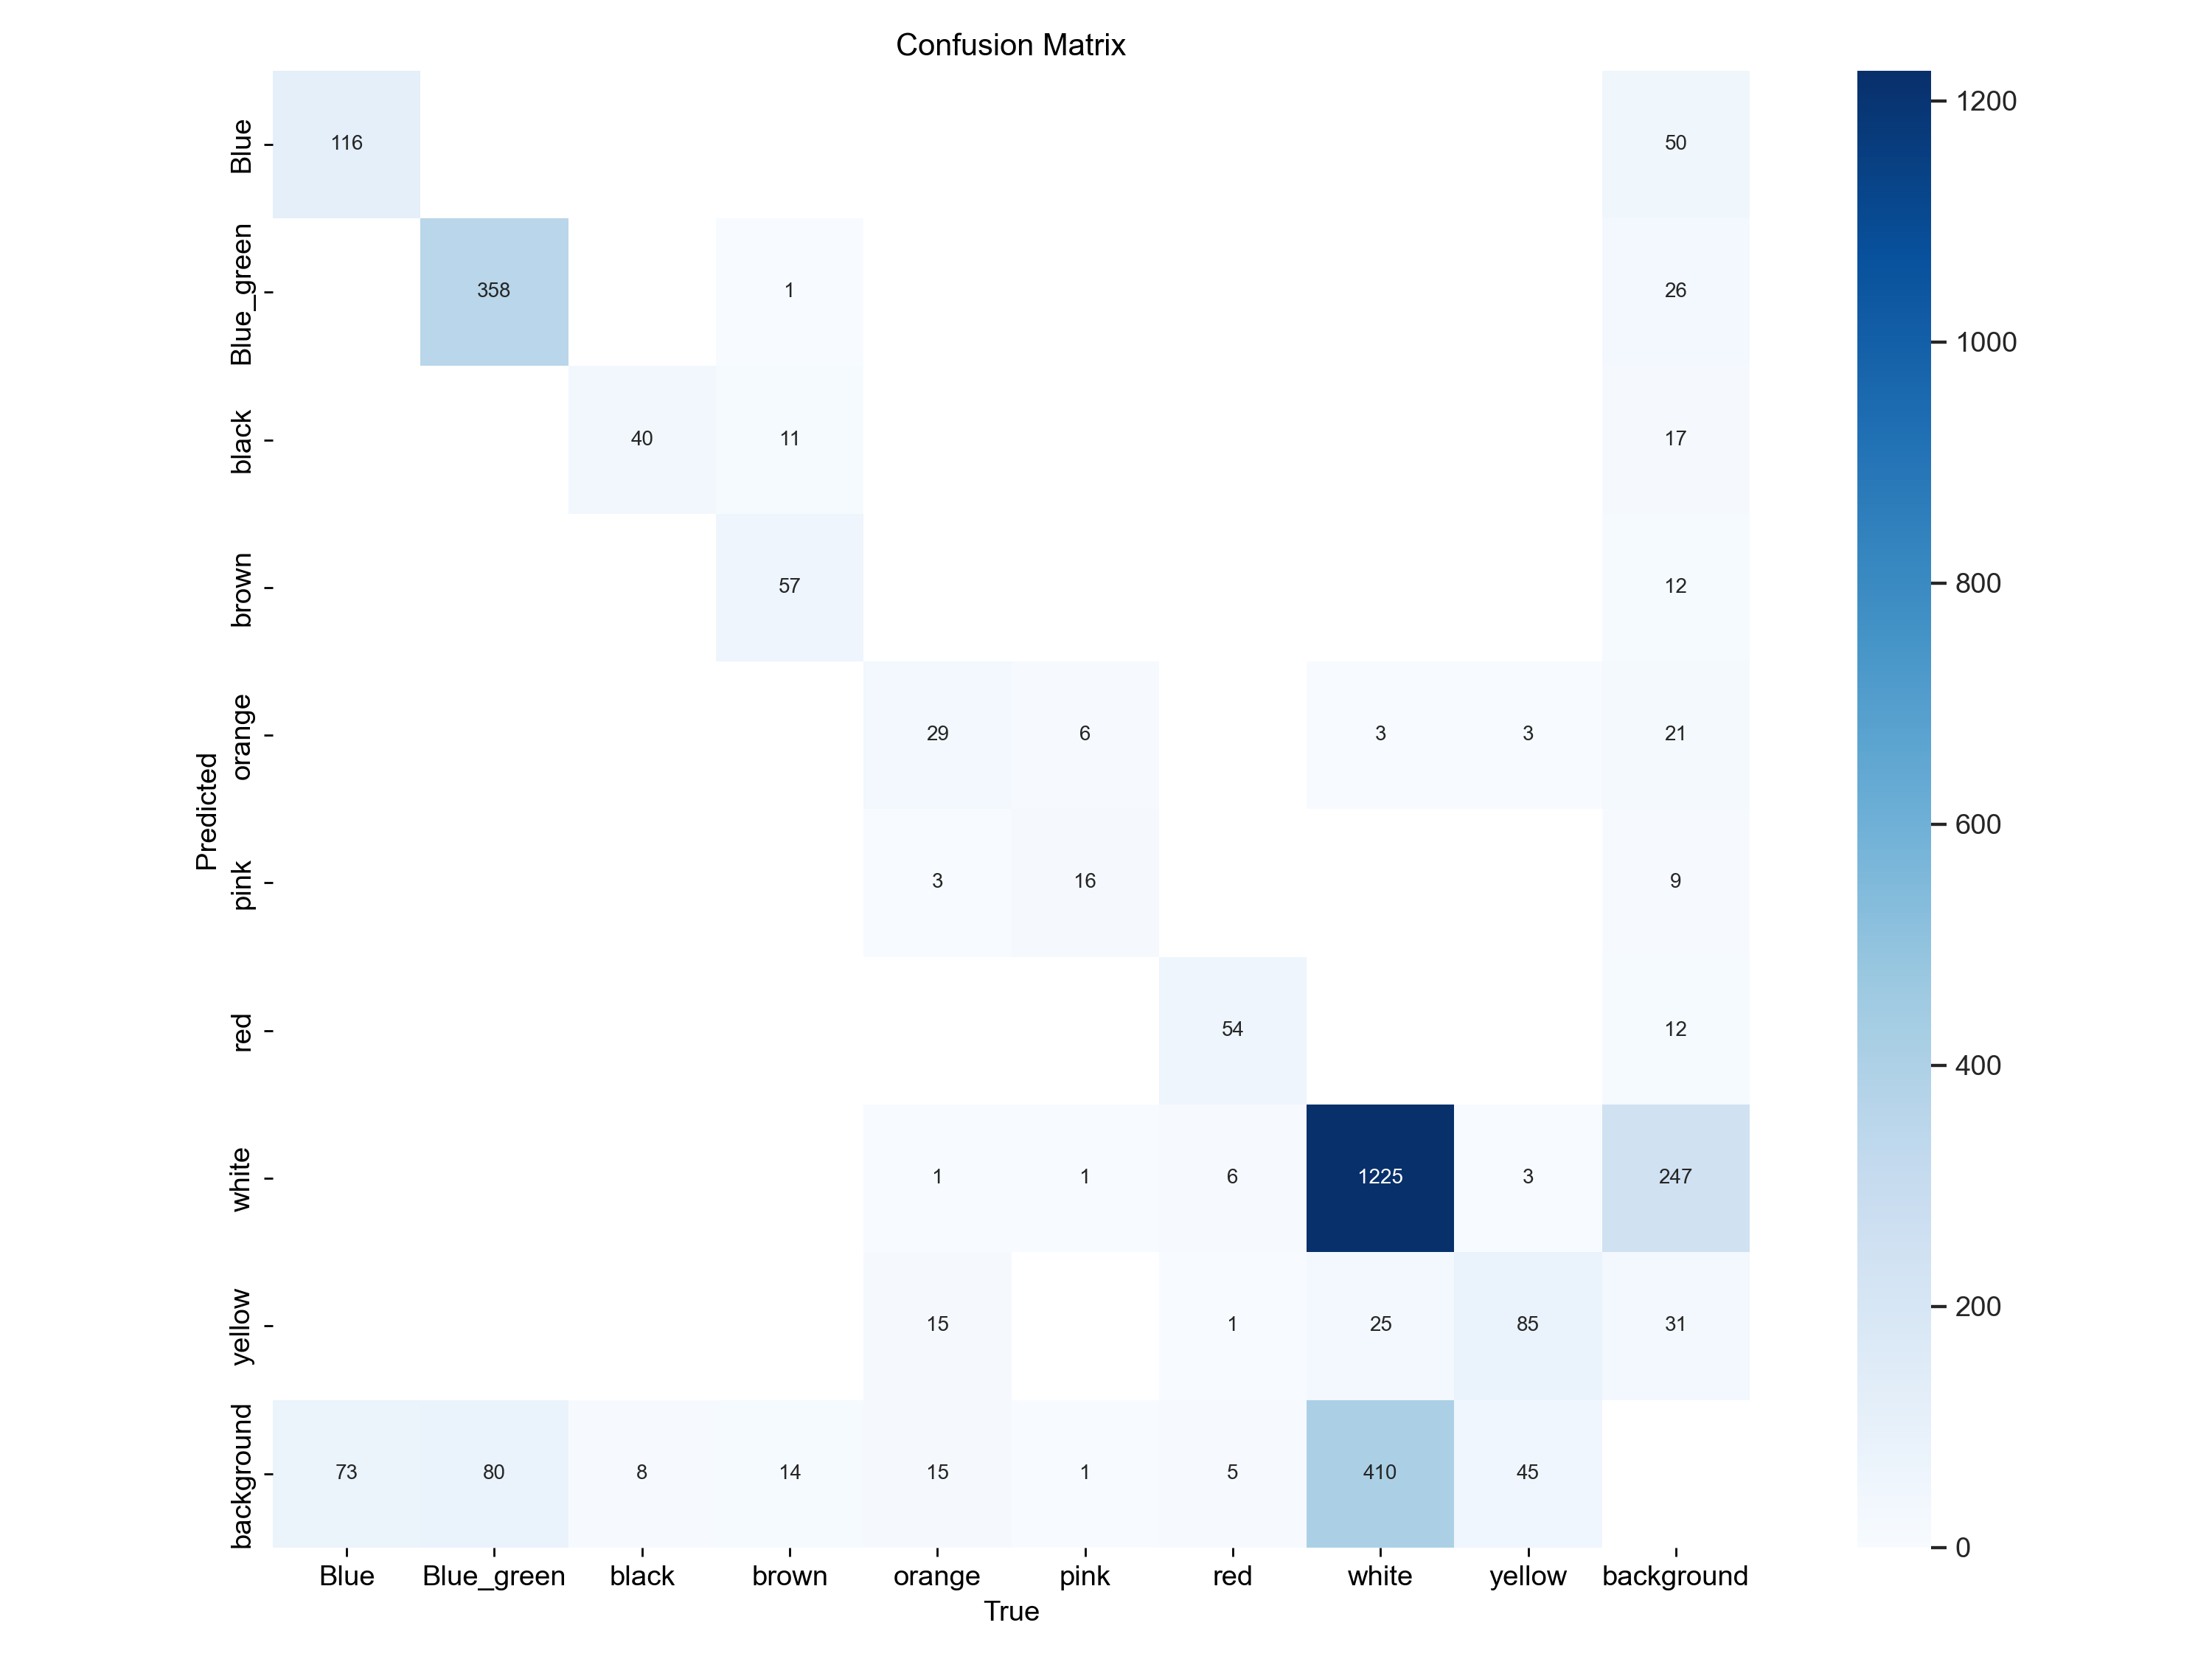 Confusion Matrix
Predicted
Blue 116 50
Blue_green 358 1 26
black 40 11 17
brown 57 12
orange 29 6 3 3 21
pink 3 16 9
red 54 12
white 1 1 6 1225 3 247
yellow 15 1 25 85 31
background 73 80 8 14 15 1 5 410 45
Blue Blue_green black brown orange pink red white yellow background
True
1200
1000
800
600
400
200
0